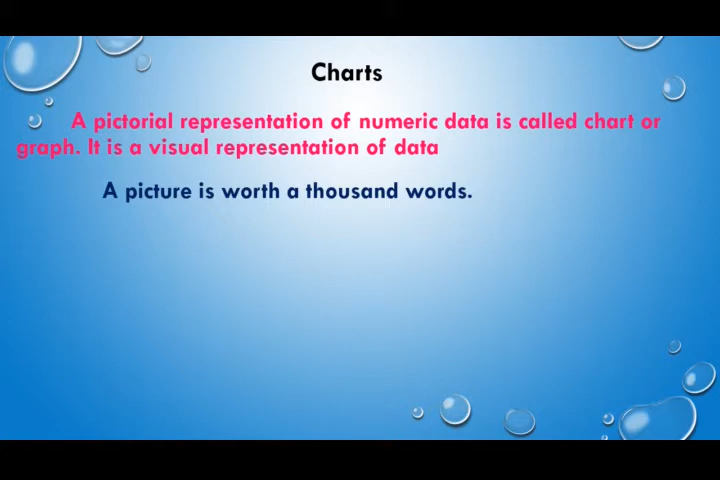 Charts
A pictorial representation of numeric data is called chart or
graph. It is a visual representation of data
A picture is worth a thousand words.